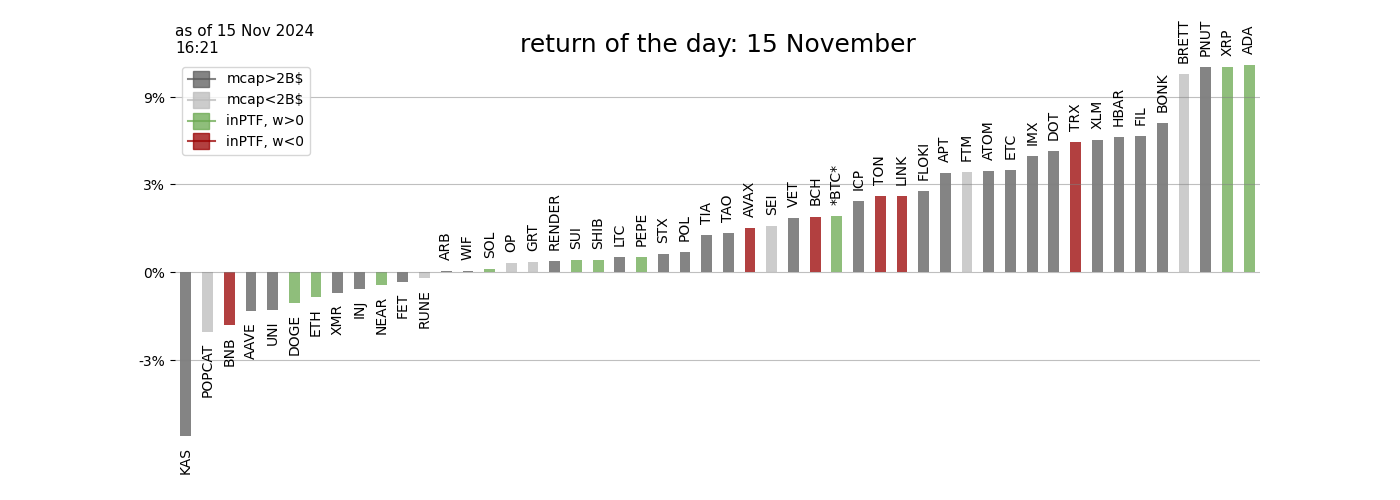 as of 15 Nov 2024
16:21
return of the day: 15 November
mcap>2B$
mcap<2B$
inPTF, w>0
inPTF, w<0
9%
3%
0%
-3%
KAS
POPCAT
BNB
AAVE
UNI
DOGE
ETH
XMR
INJ
NEAR
FET
RUNE
ARB
WIF
SOL
OP
GRT
RENDER
SUI
SHIB
LTC
PEPE
STX
POL
TIA
TAO
AVAX
SEI
VET
BCH
*BTC*
ICP
TON
LINK
FLOKI
APT
FTM
ATOM
ETC
IMX
DOT
TRX
XLM
HBAR
FIL
BONK
BRETT
PNUT
XRP
ADA